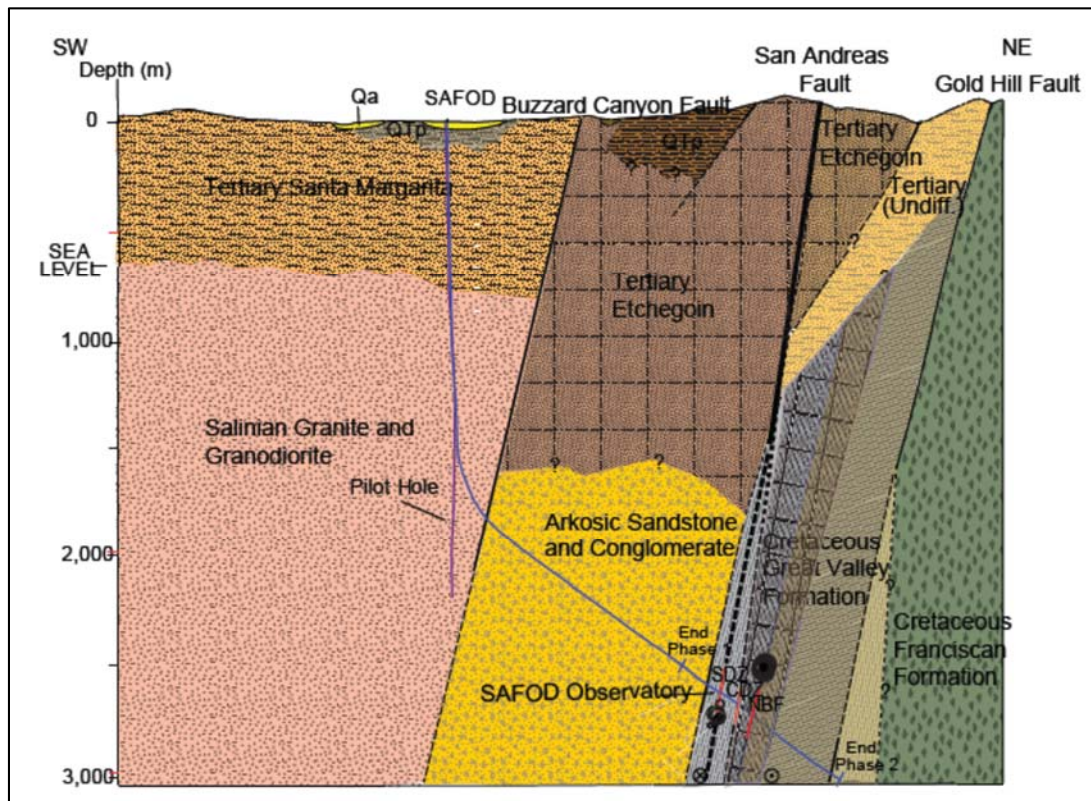 SW
Depth (m)
Qa
SAFOD
Buzzard Canyon Fault
San Andreas
Fault
NE
Gold Hill Fault
0
QTp
QTp
Tertiary
Etchegoin
Tertiary Santa Margarita
Tertiary
(Undiff.)
?
?
?
SEA
LEVEL
Tertiary
Etchegoin
?
1,000
Salinian Granite and
Granodiorite
Pilot Hole
?
?
Arkosic Sandstone
and Conglomerate
2,000
Cretaceous
Great Valley
Formation
?
Cretaceous
Franciscan
Formation
End
Phase
SDZ
CDZ
NBF
SAFOD Observatory
?
End
Phase 2
3,000